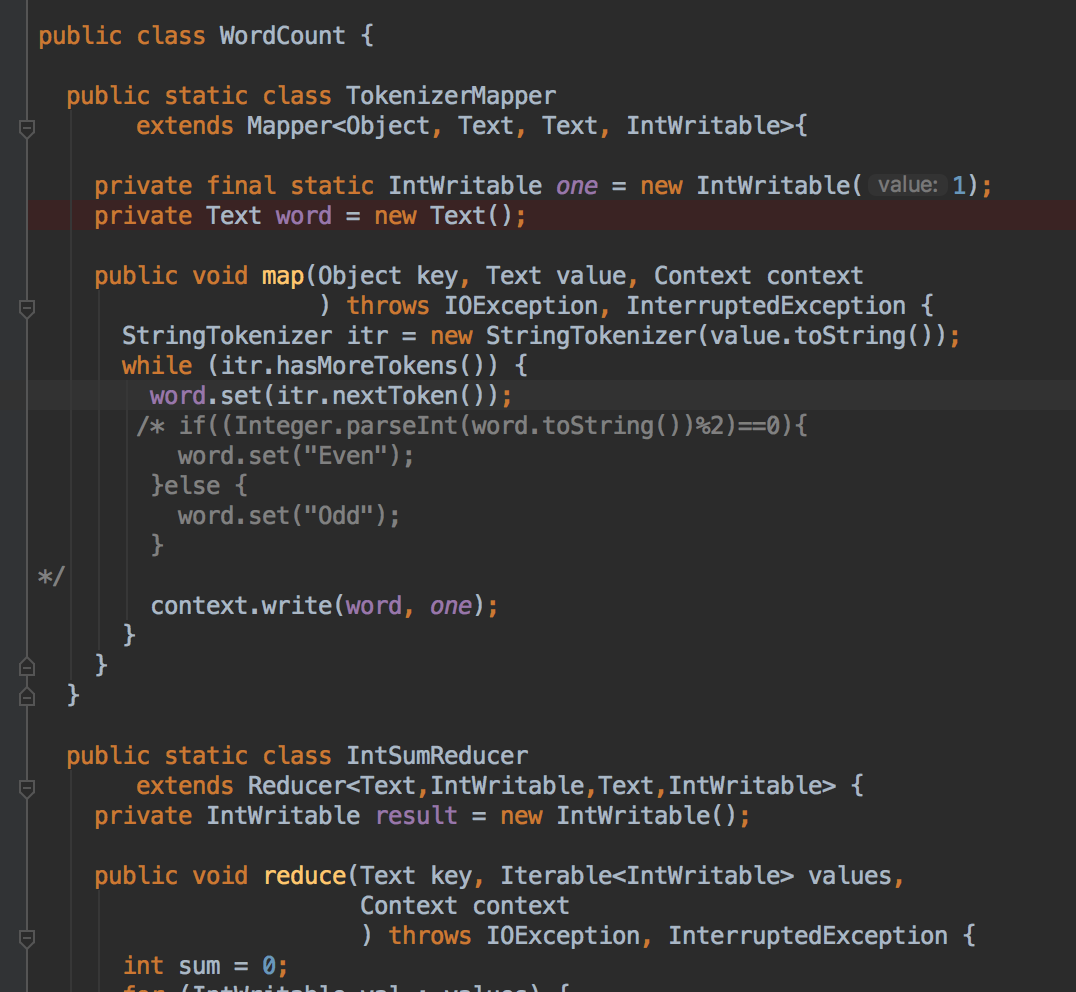 public class WordCount {
public static class TokenizerMapper
extends Mapper<Object, Text, Text, IntWritable>{
private final static IntWritable one = new IntWritable( value: 1);
private Text word = new Text();
public void map(Object key, Text value, Context context
) throws IOException, InterruptedException {
StringTokenizer itr = new StringTokenizer(value.toString());
while (itr.hasMoreTokens()) {
word.set(itr.nextToken());
/* if((Integer.parseInt(word.toString())%2)==0){
word.set("Even");
}else {
word.set("Odd");
}
*/
context.write(word, one);
}
}
}
public static class IntSumReducer
extends Reducer<Text,IntWritable,Text,IntWritable> {
private IntWritable result = new IntWritable();
public void reduce(Text key, Iterable<IntWritable> values,
Context context
) throws IOException, InterruptedException {
int sum = 0;
for (IntWritable val : values) {